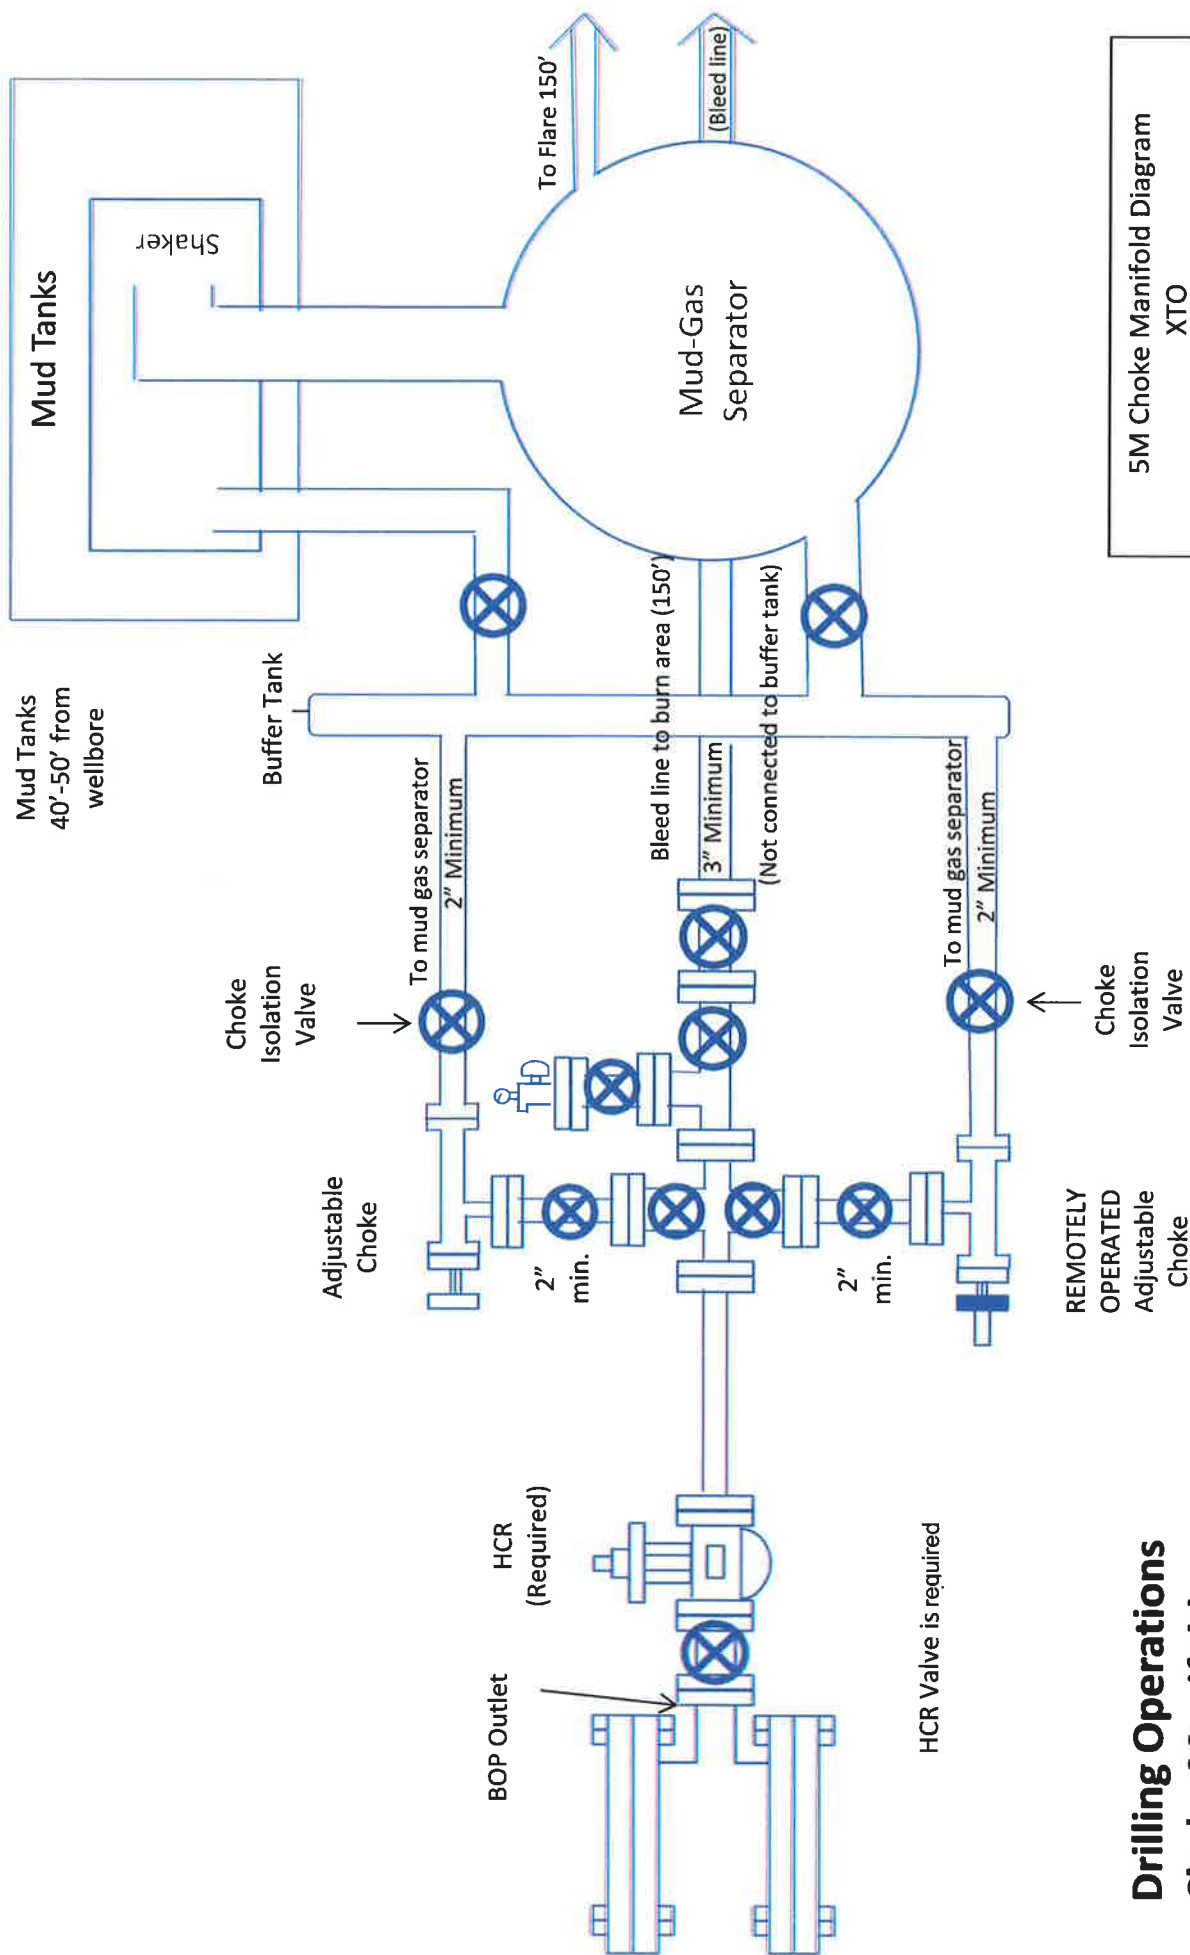 Mud Tanks
40'-50' from
wellbore
Mud Tanks
Shaker
Buffer Tank
Choke
Isolation
Valve
Adjustable
Choke
To mud gas separator
2" Minimum
To Flare 150'
HCR
(Required)
BOP Outlet
2"
min.
Bleed line to burn area (150')
3" Minimum
(Not connected to buffer tank)
Mud-Gas
Separator
(Bleed line)
2"
min.
HCR Valve is required
To mud gas separator
2" Minimum
REMOTELY
OPERATED
Adjustable
Choke
Choke
Isolation
Valve
Drilling Operations
5M Choke Manifold Diagram
XTO